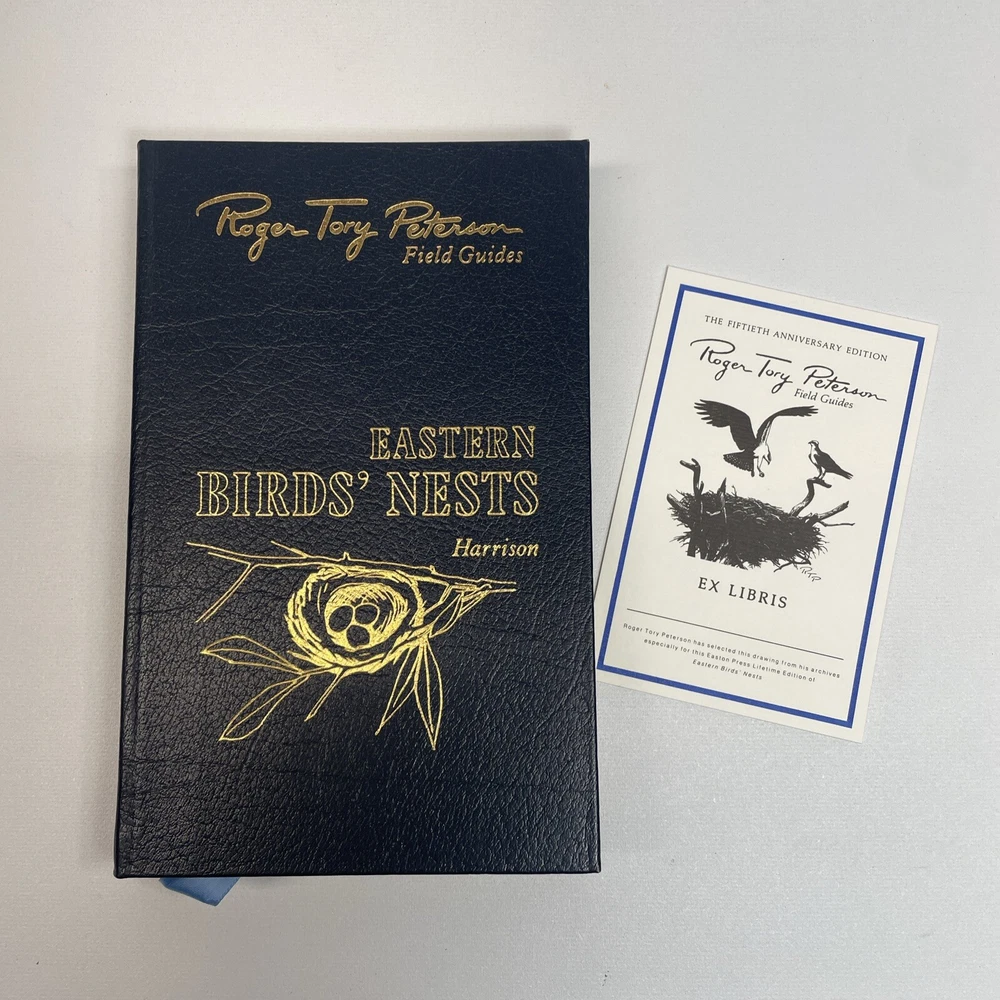 Roger Tory Peterson
Field Guides
EASTERN
BIRDS' NESTS
Harrison
THE FIFTIETH ANNIVERSARY EDITION
Roger Tory Peterson
Field Guides
RTP
EX LIBRIS
Roger Tory Peterson has selected this drawing from his archives
especially for this Easton Press Lifetime Edition of
Eastern Birds' Nests